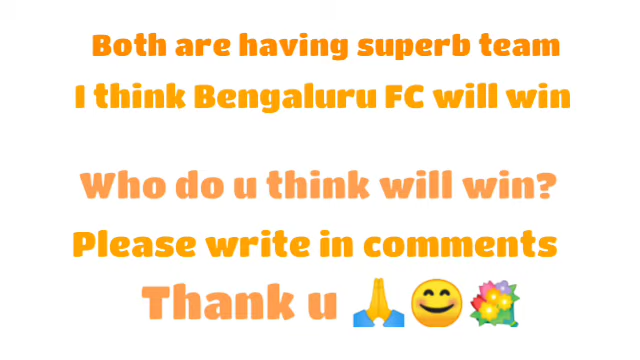 Both are having superb team
I think Bengaluru FC will win
Who do u think will win?
Please write in comments
Thank u 🙏😊💐